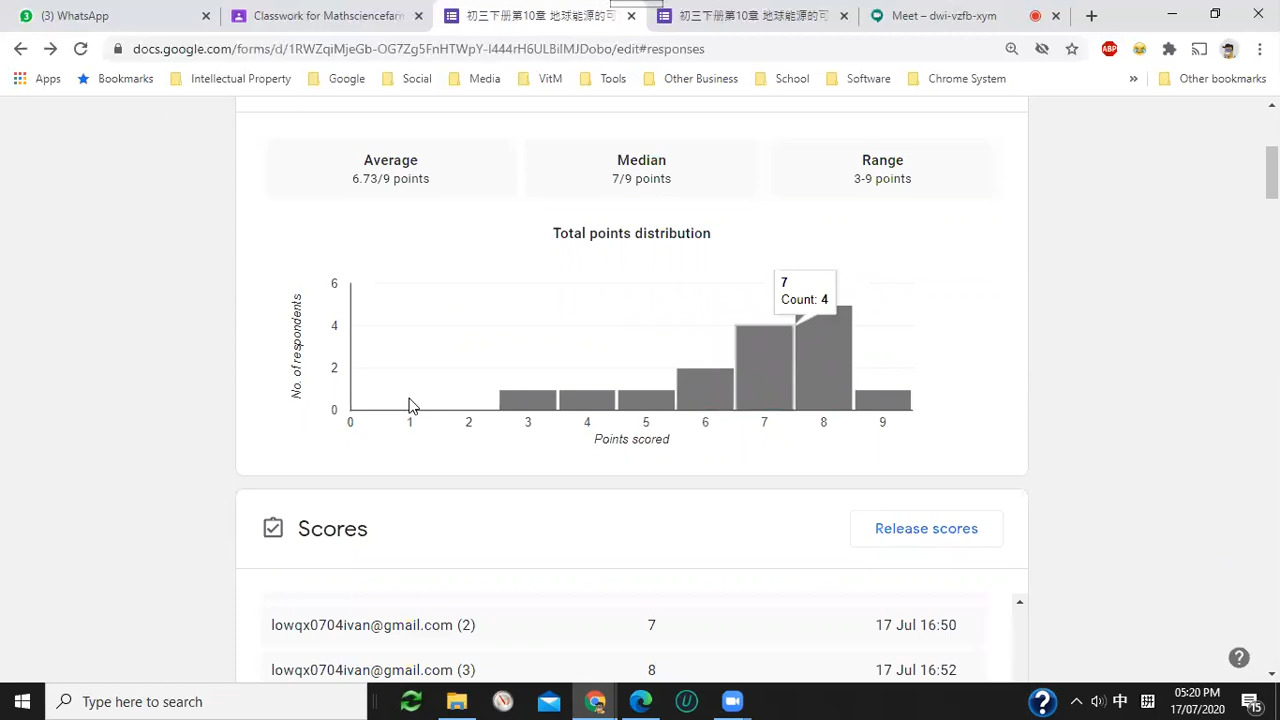 (3) WhatsApp
Classwork for Matisciencefar
初三下册第10章 地球能源的可
初三下册第10章 地球能源的可
Meet – dwi-vzfb-xym
docs.google.com/forms/d/1RWZqiMjeGb-OG7Zg5FnHTWpY-I444rH6ULBiIMJDobo/edit#responses
Apps
Bookmarks
Intellectual Property
Google
Social
Media
VitM
Tools
Other Business
School
Software
Chrome System
»
Other bookmarks
Average
6.73/9 points
Median
7/9 points
Range
3-9 points
Total points distribution
7
Count: 4
No. of respondents
6
4
2
0
0 1 2 3 4 5 6 7 8 9
Points scored
Scores
Release scores
lowqx0704ivan@gmail.com (2) 7 17 Jul 16:50
lowqx0704ivan@gmail.com (3) 8 17 Jul 16:52
Type here to search
中
拼
05:20 PM
17/07/2020
15